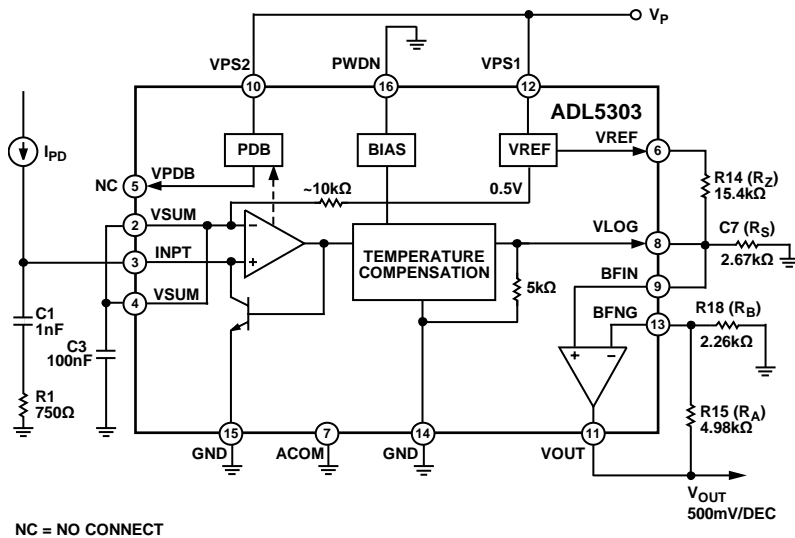 V_P
VPS2
PWDN
VPS1
10
16
12
ADL5303
I_PD
PDB
BIAS
VREF
VREF
6
R14 (R_Z)
15.4kΩ
NC
5
VPDB
~10kΩ
0.5V
2
VSUM
3
INPT
4
VSUM
−
+
TEMPERATURE
COMPENSATION
VLOG
8
C7 (R_S)
2.67kΩ
5kΩ
BFIN
9
C1
1nF
C3
100nF
BFNG
13
R18 (R_B)
2.26kΩ
+
−
R1
750Ω
R15 (R_A)
4.98kΩ
15
7
14
11
GND
ACOM
GND
VOUT
V_OUT
500mV/DEC
NC = NO CONNECT